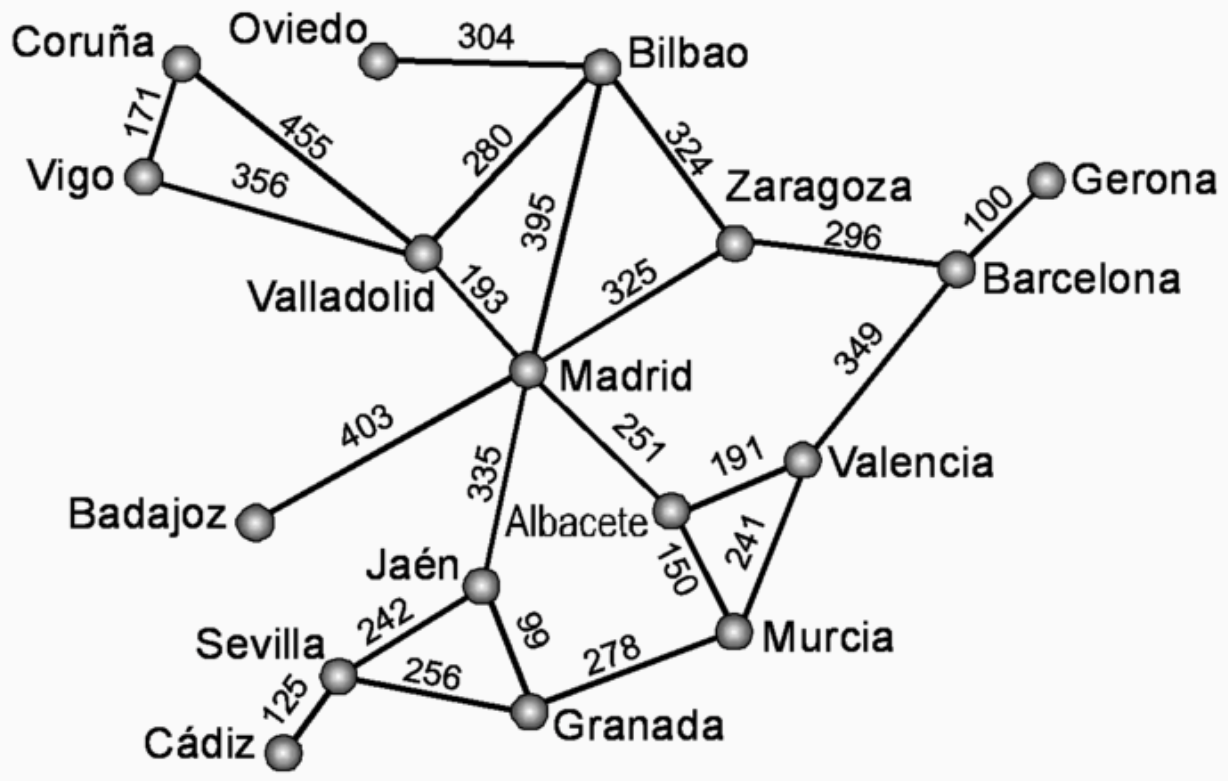 Coruña
Oviedo
304
Bilbao
171
455
280
324
Vigo
356
395
Zaragoza
100
Gerona
296
Valladolid
193
325
Barcelona
349
Madrid
403
251
191
Valencia
335
Badajoz
Albacete
241
150
Jaén
242
99
Murcia
Sevilla
256
278
125
Granada
Cádiz